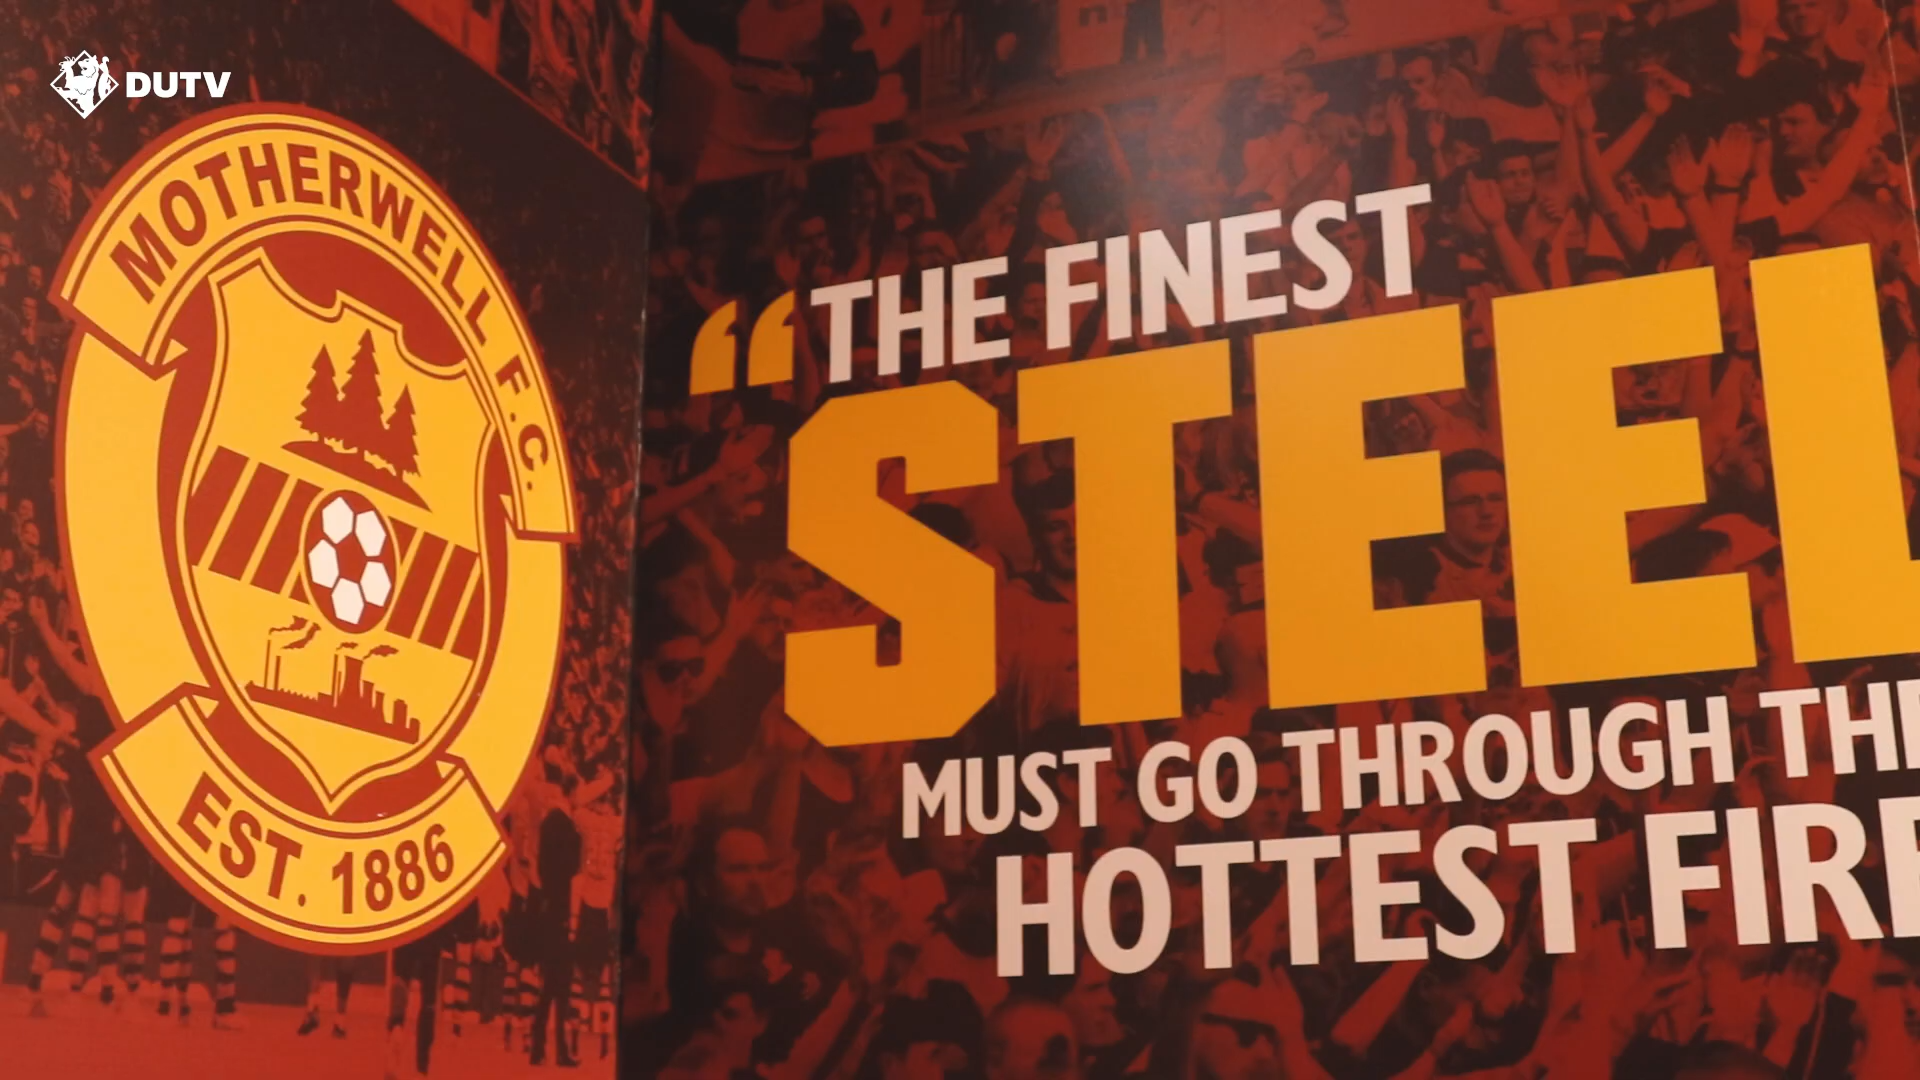 DUTV
MOTHERWELL F.C.
EST. 1886
“THE FINEST
STEEL
MUST GO THROUGH THE
HOTTEST FIRE